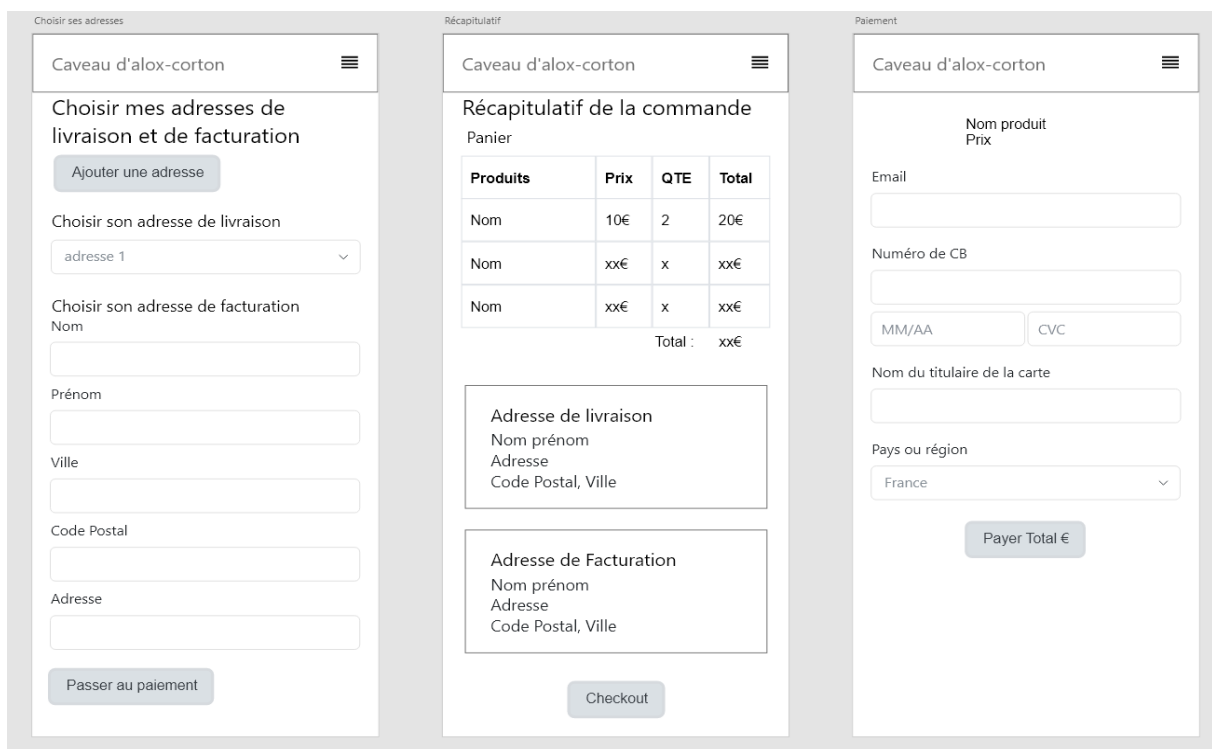 Choisir ses adresses
Caveau d'alox-corton
Choisir mes adresses de
livraison et de facturation
Ajouter une adresse
Choisir son adresse de livraison
adresse 1
Choisir son adresse de facturation
Nom
Prénom
Ville
Code Postal
Adresse
Passer au paiement
Récapitulatif
Caveau d'alox-corton
Récapitulatif de la commande
Panier
Produits Prix QTE Total
Nom 10€ 2 20€
Nom xx€ x xx€
Nom xx€ x xx€
Total : xx€
Adresse de livraison
Nom prénom
Adresse
Code Postal, Ville
Adresse de Facturation
Nom prénom
Adresse
Code Postal, Ville
Checkout
Paiement
Caveau d'alox-corton
Nom produit
Prix
Email
Numéro de CB
MM/AA CVC
Nom du titulaire de la carte
Pays ou région
France
Payer Total €